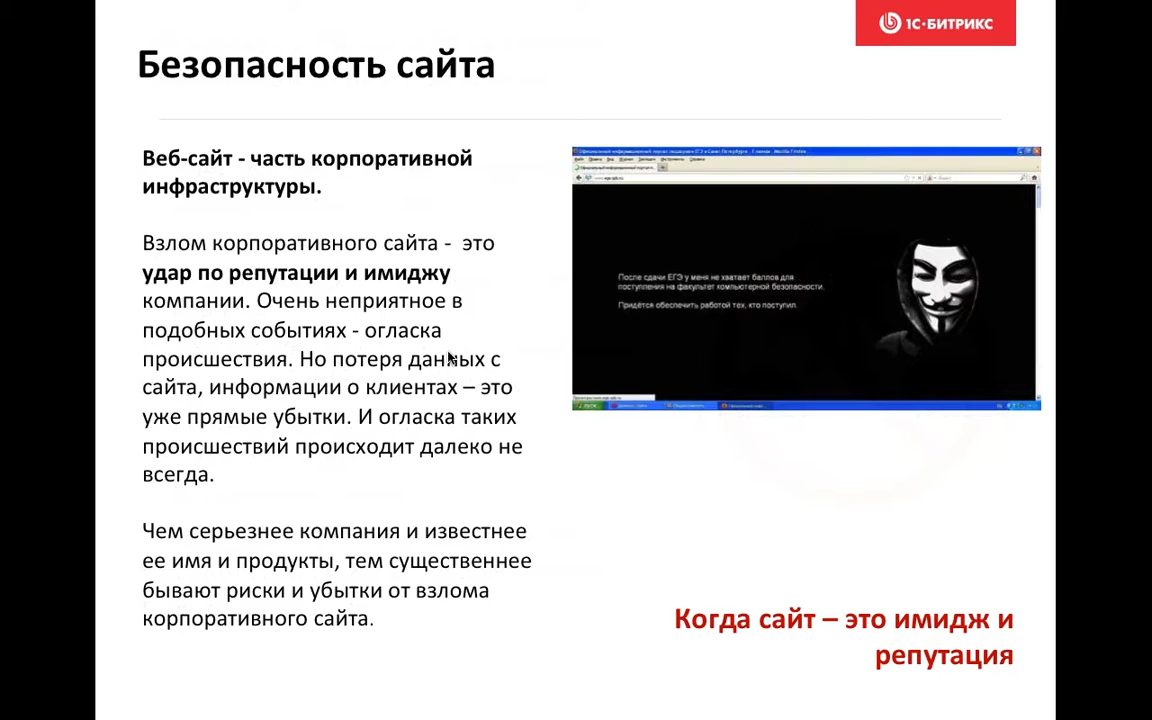 1С·БИТРИКС
Безопасность сайта
Веб-сайт - часть корпоративной
инфраструктуры.
Взлом корпоративного сайта - это
удар по репутации и имиджу
компании. Очень неприятное в
подобных событиях - огласка
происшествия. Но потеря данных с
сайта, информации о клиентах – это
уже прямые убытки. И огласка таких
происшествий происходит далеко не
всегда.
Чем серьезнее компания и известнее
ее имя и продукты, тем существеннее
бывают риски и убытки от взлома
корпоративного сайта.
После сдачи ЕГЭ у меня не хватает баллов для
поступления на факультет компьютерной безопасности.
Придётся обеспечить работой тех, кто поступил.
Когда сайт – это имидж и
репутация